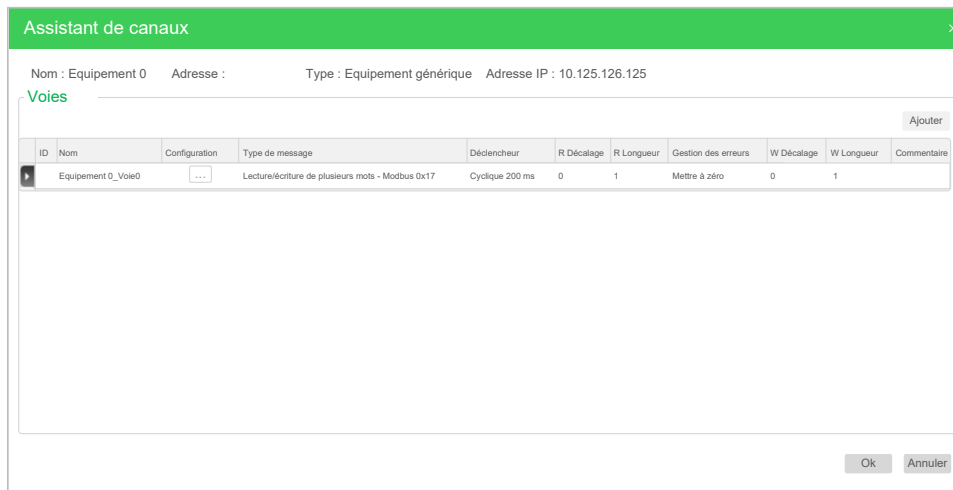 Assistant de canaux
Nom : Equipement 0 Adresse : Type : Equipement générique Adresse IP : 10.125.126.125
Voies
Ajouter
ID Nom Configuration Type de message Déclencheur R Décalage R Longueur Gestion des erreurs W Décalage W Longueur Commentaire
Equipement 0_Voie0 ... Lecture/écriture de plusieurs mots - Modbus 0x17 Cyclique 200 ms 0 1 Mettre à zéro 0 1
Ok Annuler